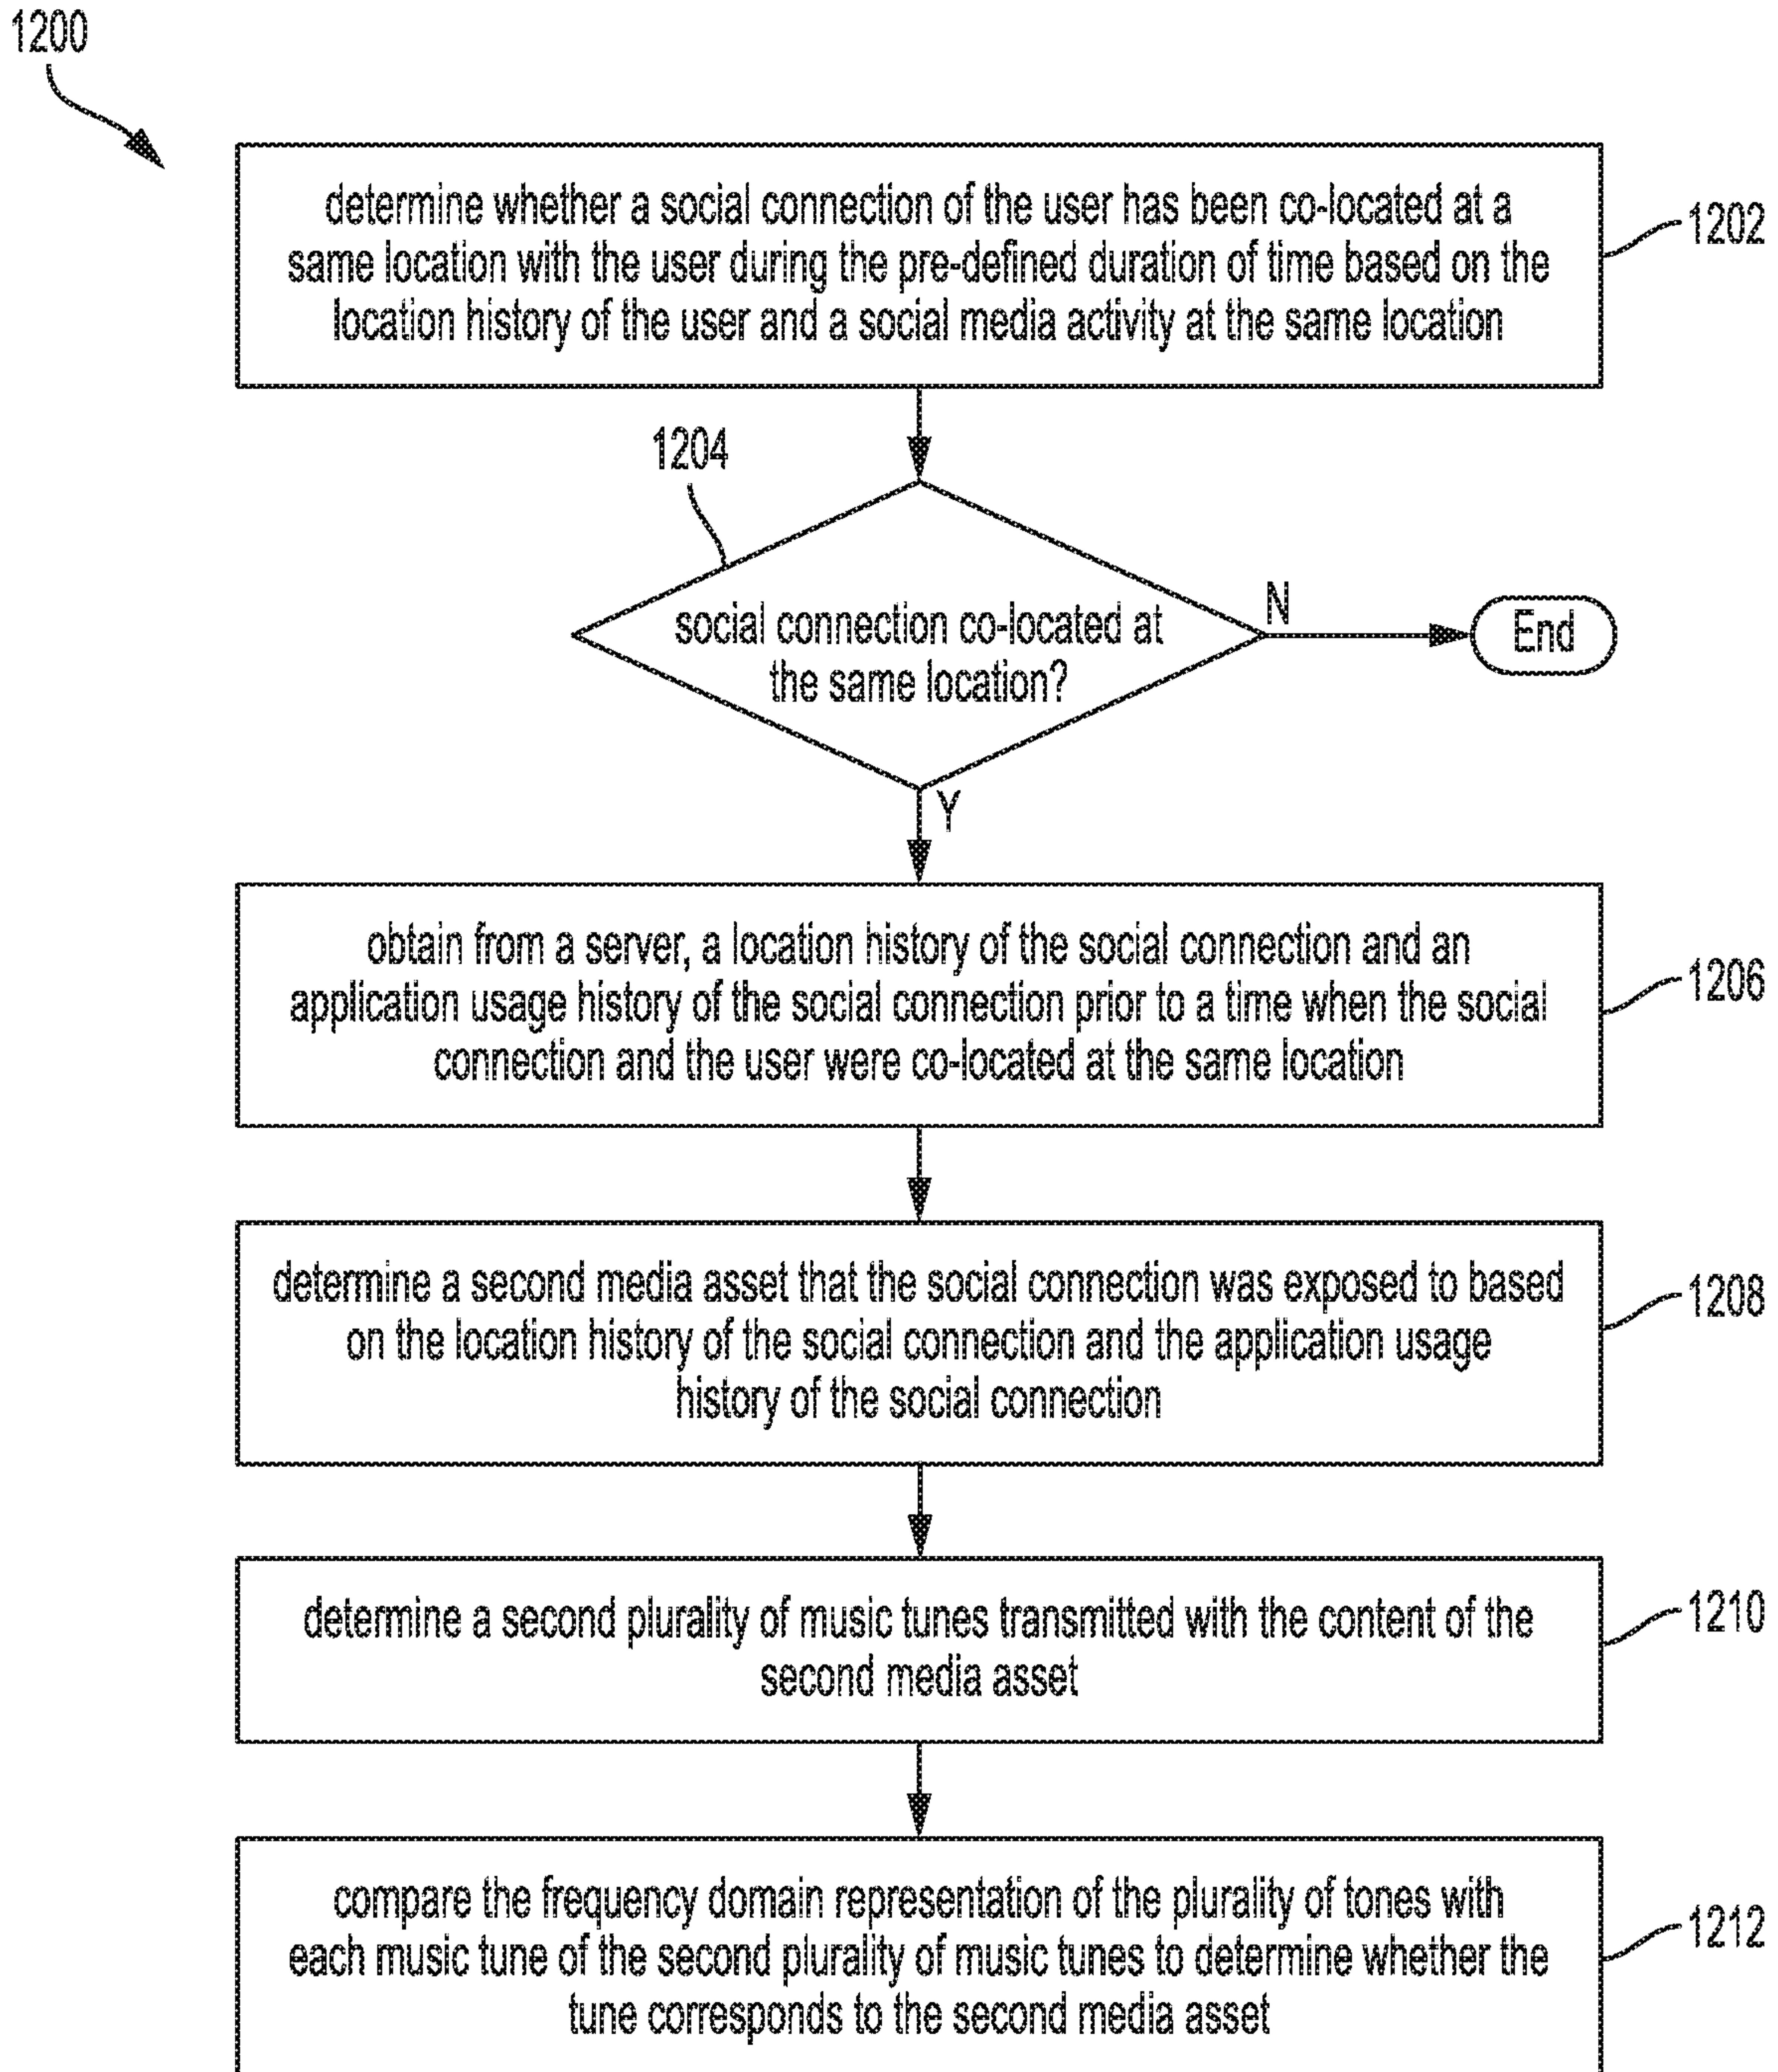 1200
determine whether a social connection of the user has been co-located at a
same location with the user during the pre-defined duration of time based on the
location history of the user and a social media activity at the same location
1202
1204
social connection co-located at
the same location?
N
End
Y
obtain from a server, a location history of the social connection and an
application usage history of the social connection prior to a time when the social
connection and the user were co-located at the same location
1206
determine a second media asset that the social connection was exposed to based
on the location history of the social connection and the application usage
history of the social connection
1208
determine a second plurality of music tunes transmitted with the content of the
second media asset
1210
compare the frequency domain representation of the plurality of tones with
each music tune of the second plurality of music tunes to determine whether the
tune corresponds to the second media asset
1212